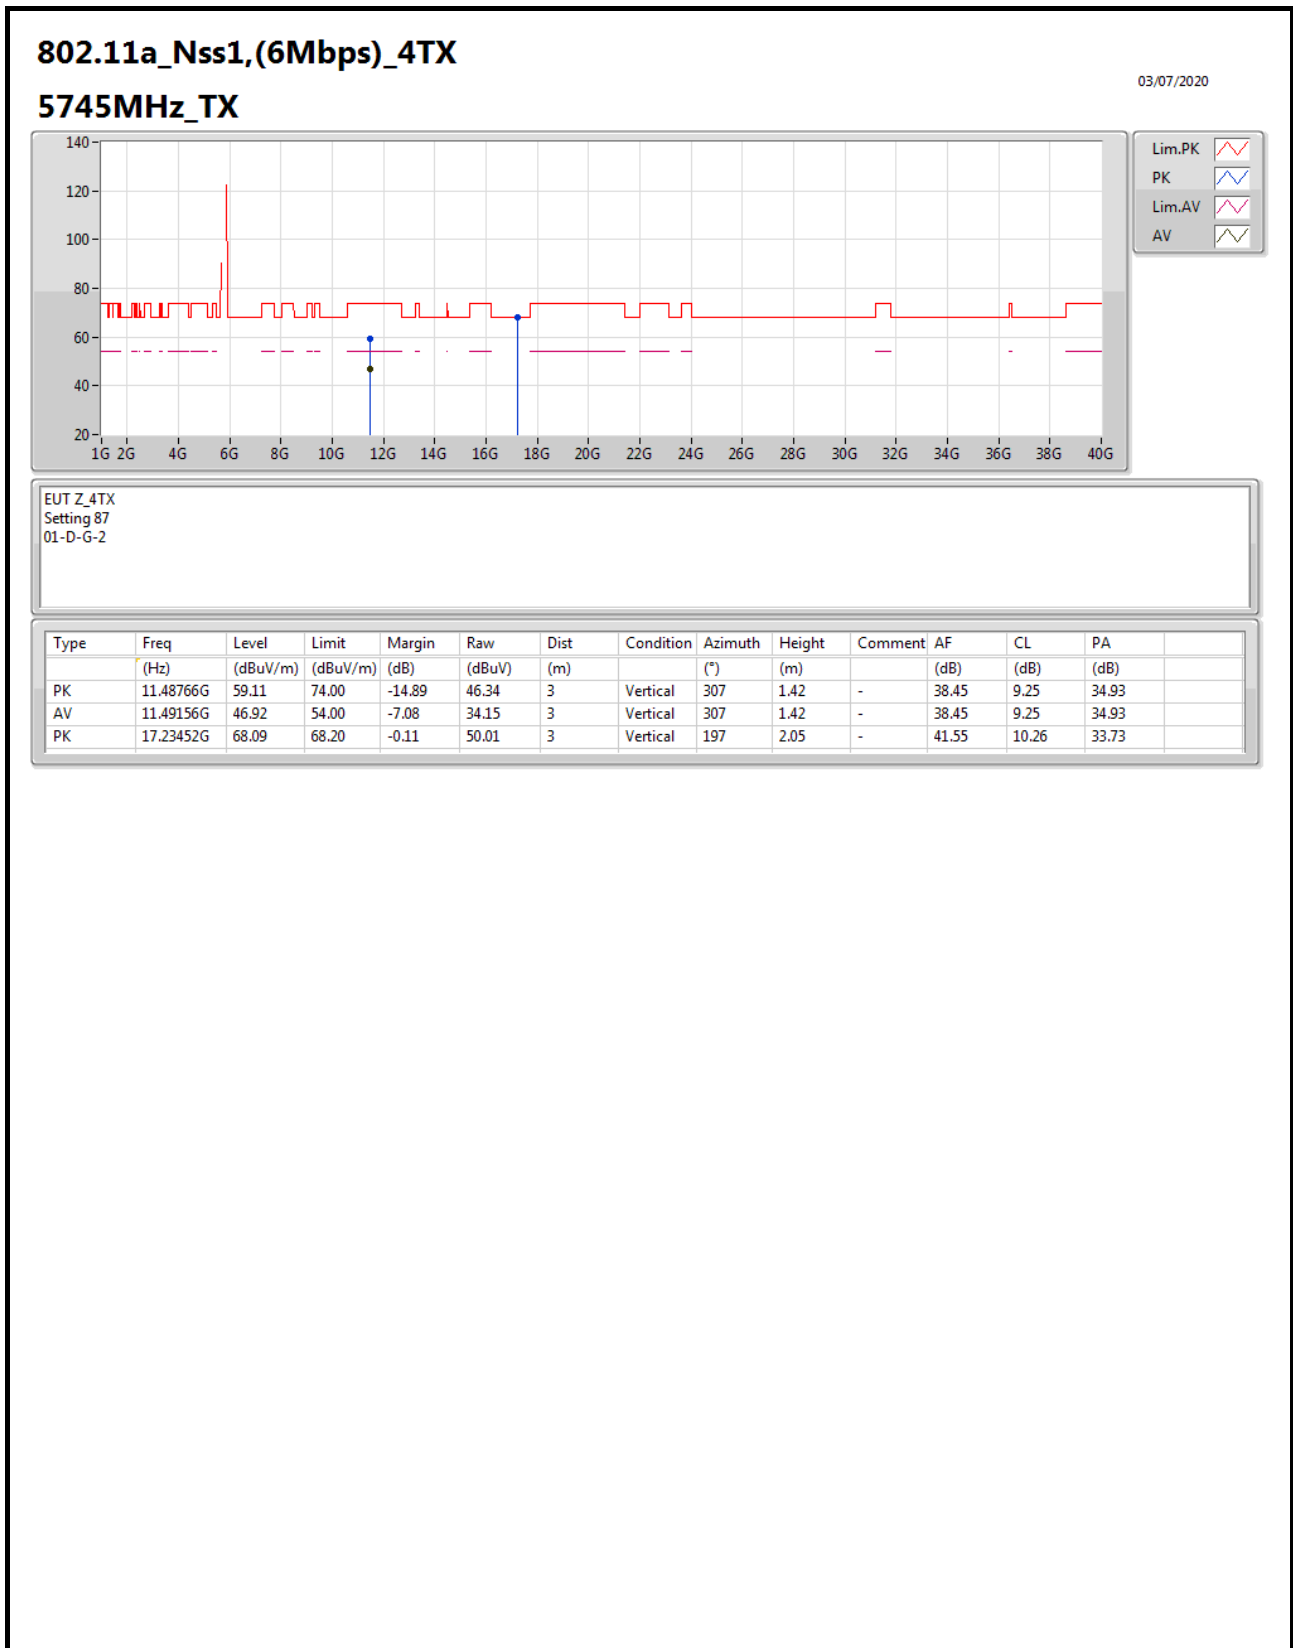 802.11a_Nss1,(6Mbps)_4TX
03/07/2020
5745MHz_TX
140
120
100
80
60
40
20
1G 2G 4G 6G 8G 10G 12G 14G 16G 18G 20G 22G 24G 26G 28G 30G 32G 34G 36G 38G 40G
Lim.PK
PK
Lim.AV
AV
EUT Z_4TX
Setting 87
01-D-G-2
Type Freq Level Limit Margin Raw Dist Condition Azimuth Height Comment AF CL PA
(Hz) (dBuV/m) (dBuV/m) (dB) (dBuV) (m) (°) (m) (dB) (dB) (dB)
PK 11.48766G 59.11 74.00 -14.89 46.34 3 Vertical 307 1.42 - 38.45 9.25 34.93
AV 11.49156G 46.92 54.00 -7.08 34.15 3 Vertical 307 1.42 - 38.45 9.25 34.93
PK 17.23452G 68.09 68.20 -0.11 50.01 3 Vertical 197 2.05 - 41.55 10.26 33.73